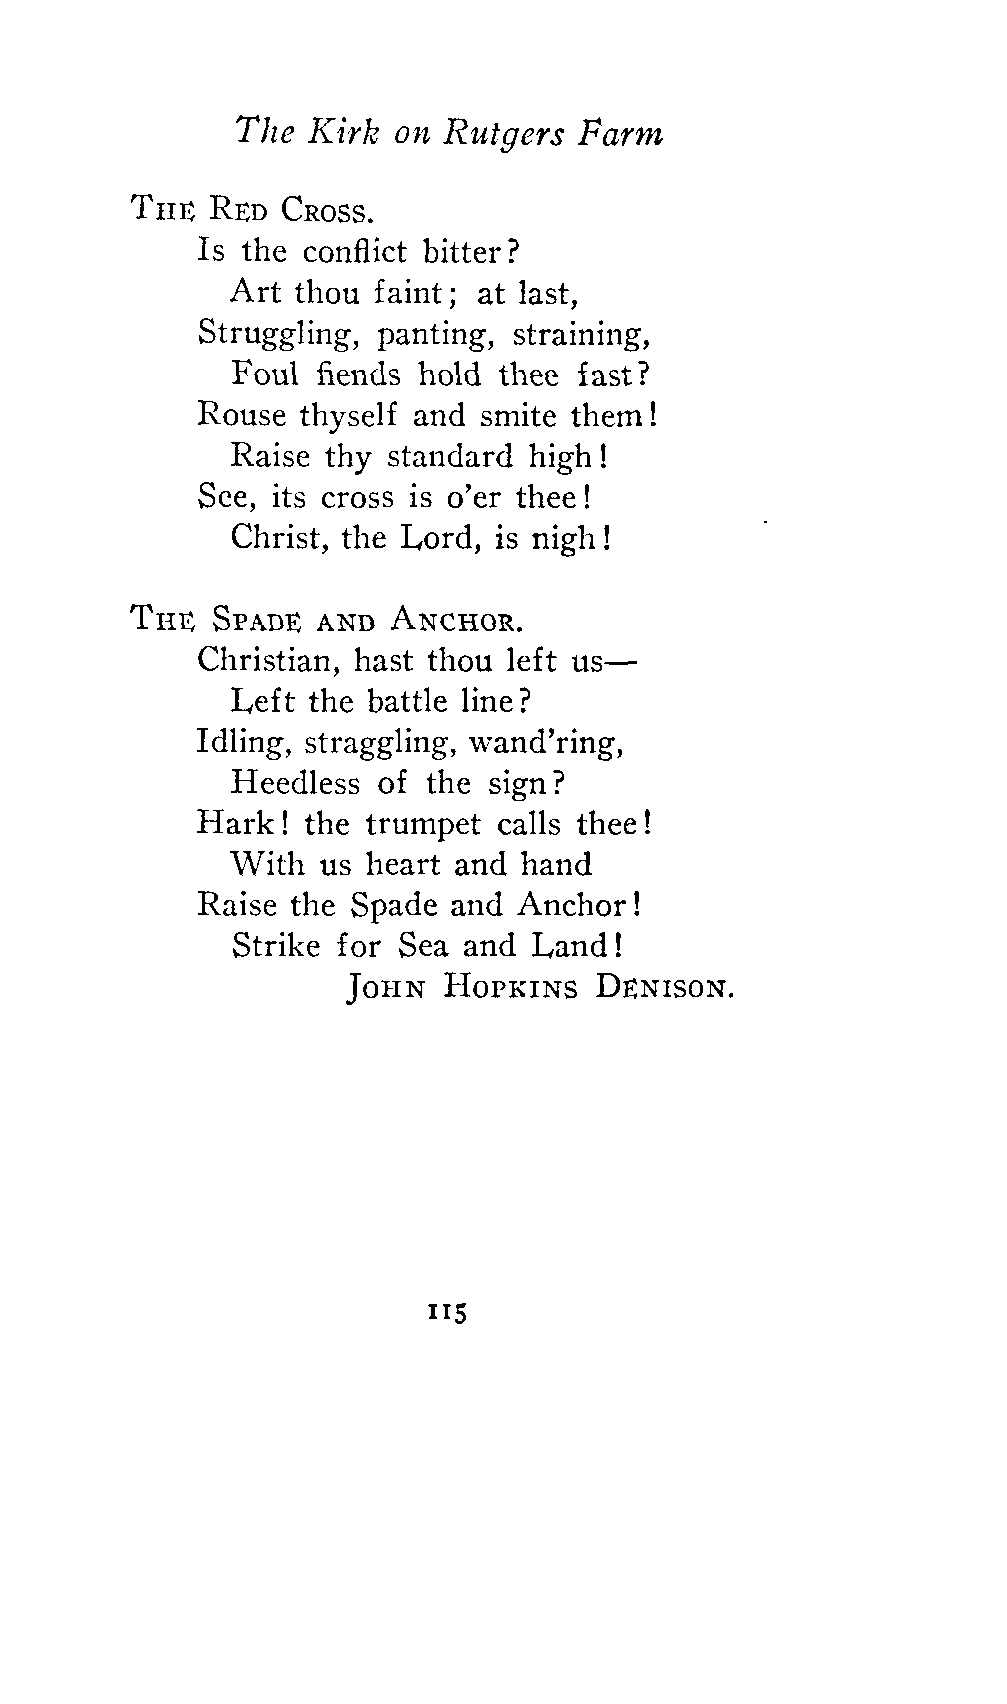 The Kirk on Rutgers Farm
The Red Cross.
Is the conflict bitter?
Art thou faint; at last,
Struggling, panting, straining,
Foul fiends hold thee fast?
Rouse thyself and smite them!
Raise thy standard high!
See, its cross is o'er thee!
Christ, the Lord, is nigh!
The Spade and Anchor.
Christian, hast thou left us—
Left the battle line?
Idling, straggling, wand'ring,
Heedless of the sign?
Hark! the trumpet calls thee!
With us heart and hand
Raise the Spade and Anchor!
Strike for Sea and Land!
John Hopkins Denison.
115